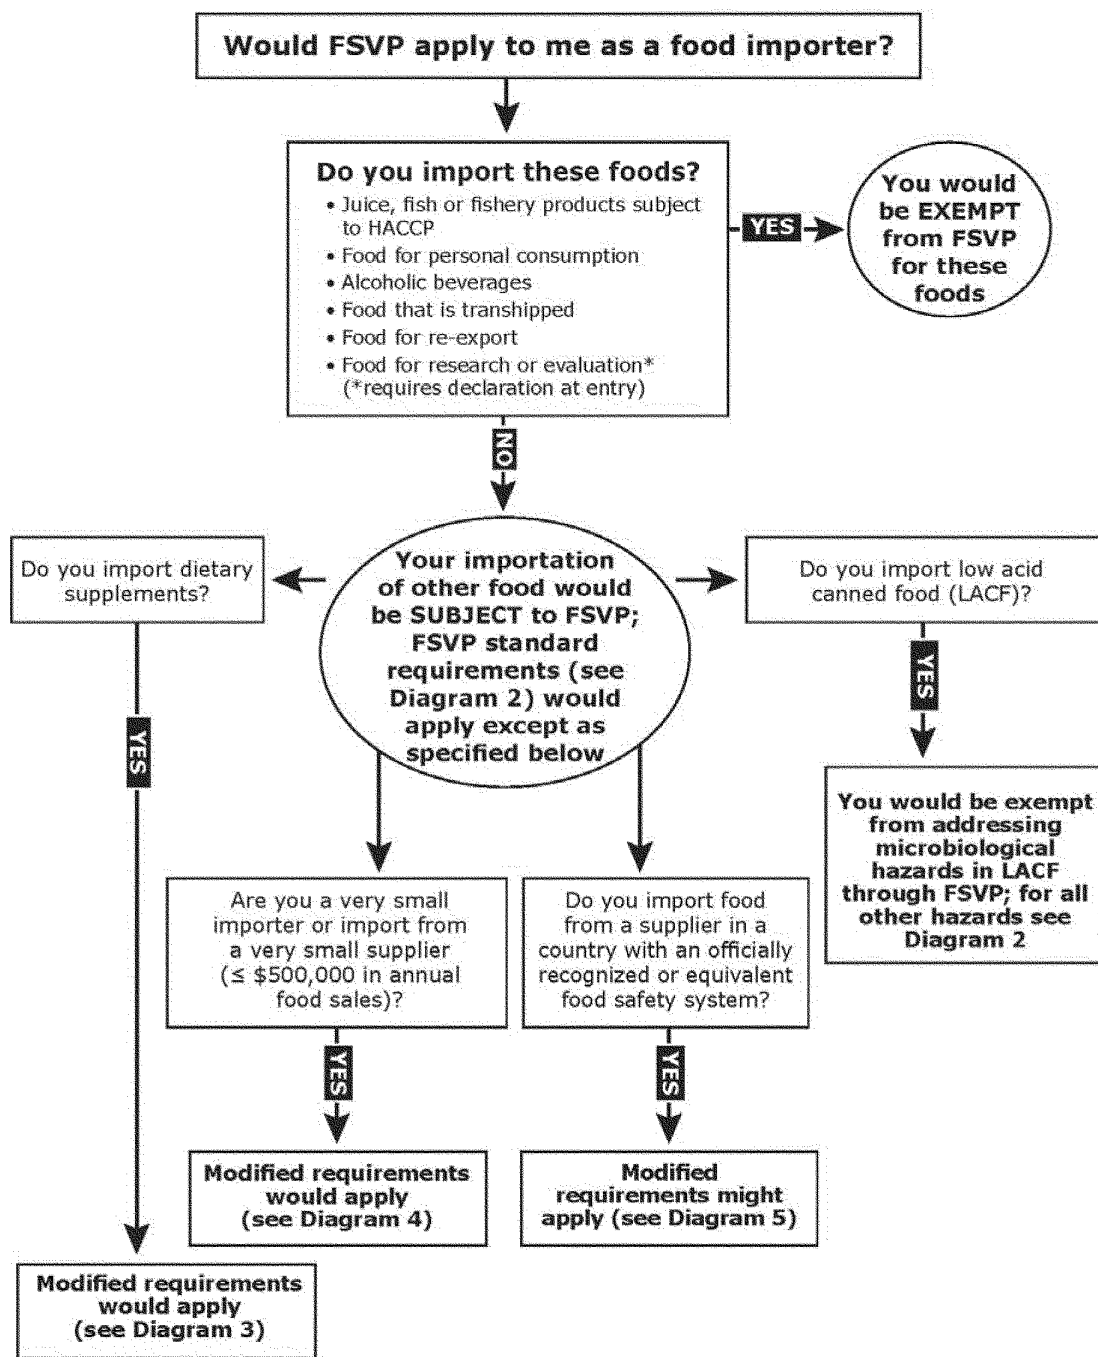 Would FSVP apply to me as a food importer?
Do you import these foods?
• Juice, fish or fishery products subject
to HACCP
• Food for personal consumption
• Alcoholic beverages
• Food that is transhipped
• Food for re-export
• Food for research or evaluation*
(*requires declaration at entry)
YES
You would
be EXEMPT
from FSVP
for these
foods
NO
Do you import dietary
supplements?
Your importation
of other food would
be SUBJECT to FSVP;
FSVP standard
requirements (see
Diagram 2) would
apply except as
specified below
Do you import low acid
canned food (LACF)?
YES
YES
You would be exempt
from addressing
microbiological
hazards in LACF
through FSVP; for all
other hazards see
Diagram 2
Are you a very small
importer or import from
a very small supplier
(≤ $500,000 in annual
food sales)?
Do you import food
from a supplier in a
country with an officially
recognized or equivalent
food safety system?
YES
YES
Modified requirements
would apply
(see Diagram 4)
Modified
requirements might
apply (see Diagram 5)
Modified requirements
would apply
(see Diagram 3)